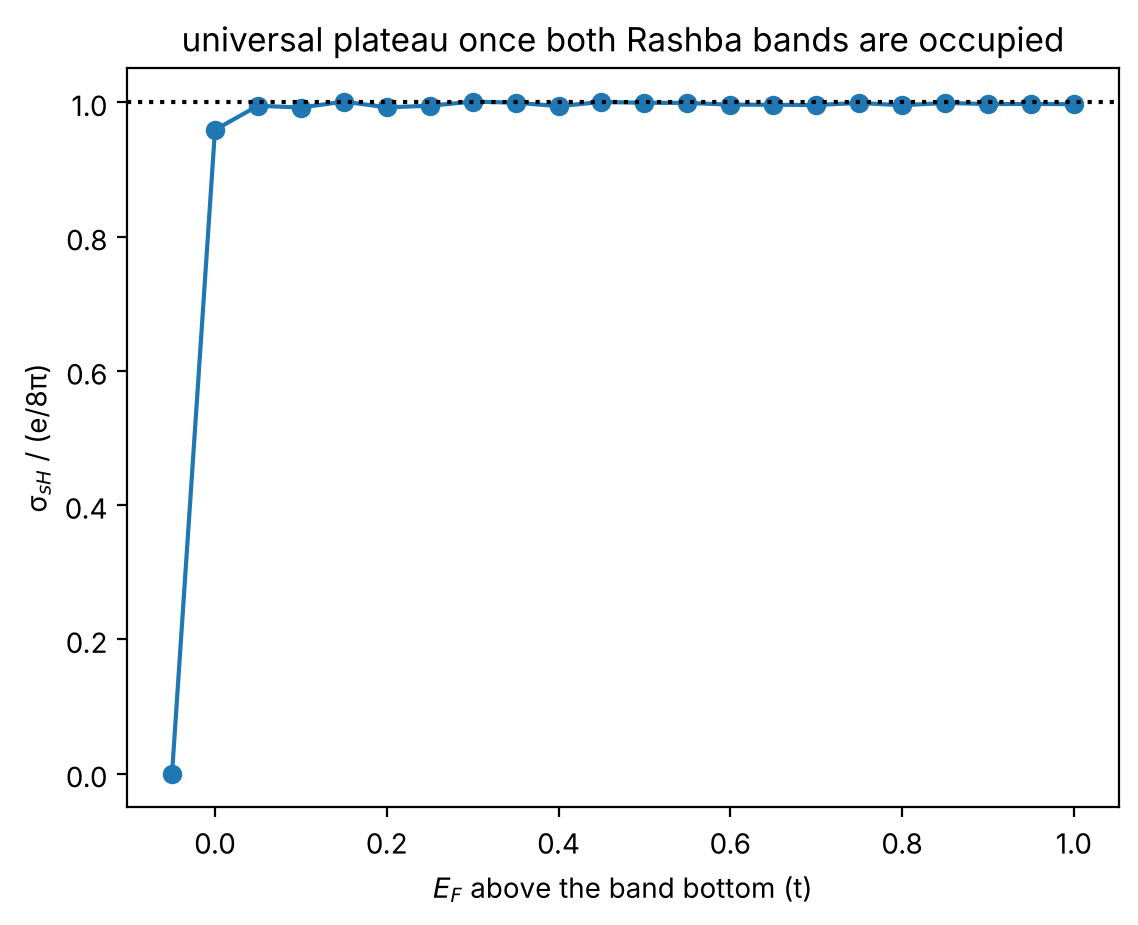 universal plateau once both Rashba bands are occupied
σsH / (e/8π)
1.0
0.8
0.6
0.4
0.2
0.0
0.0 0.2 0.4 0.6 0.8 1.0
EF above the band bottom (t)